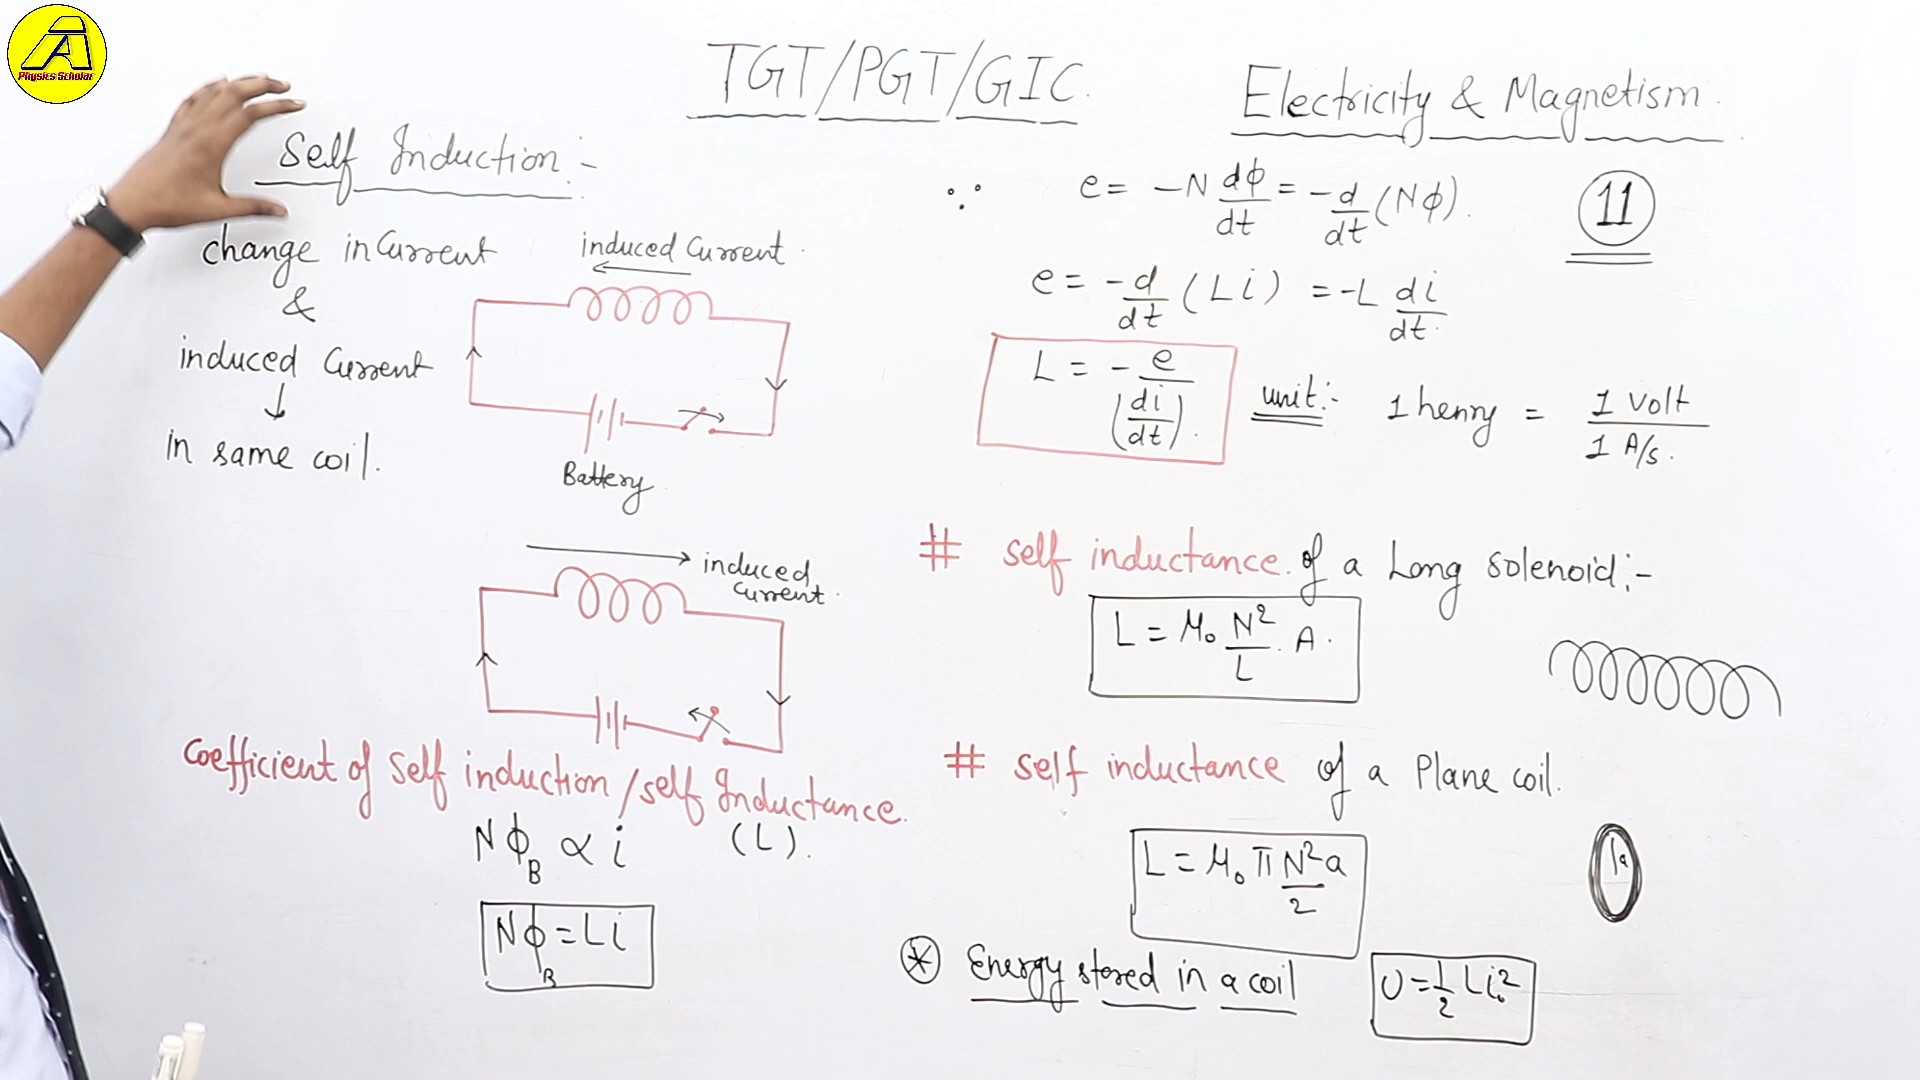 Physics Scholar
TGT/PGT/GIC.
Electricity & Magnetism.
11
Self Induction:-
change in Current
&
induced Current
↓
in same coil.
induced Current.
Battery
induced
Current.
Coefficient of Self induction/self Inductance.
(L).
Nϕ_B ∝ i
Nϕ_B = Li
∵ e = -N dϕ/dt = -d/dt (Nϕ).
e = -d/dt (Li) = -L di/dt.
L = - e/(di/dt).
unit:- 1 henry = 1 Volt / 1 A/s.
# self inductance of a Long solenoid:-
L = μ₀ N²/L . A.
# self inductance of a Plane coil.
L = μ₀ π N² a / 2
a
* Energy stored in a coil
U = 1/2 L i₀²